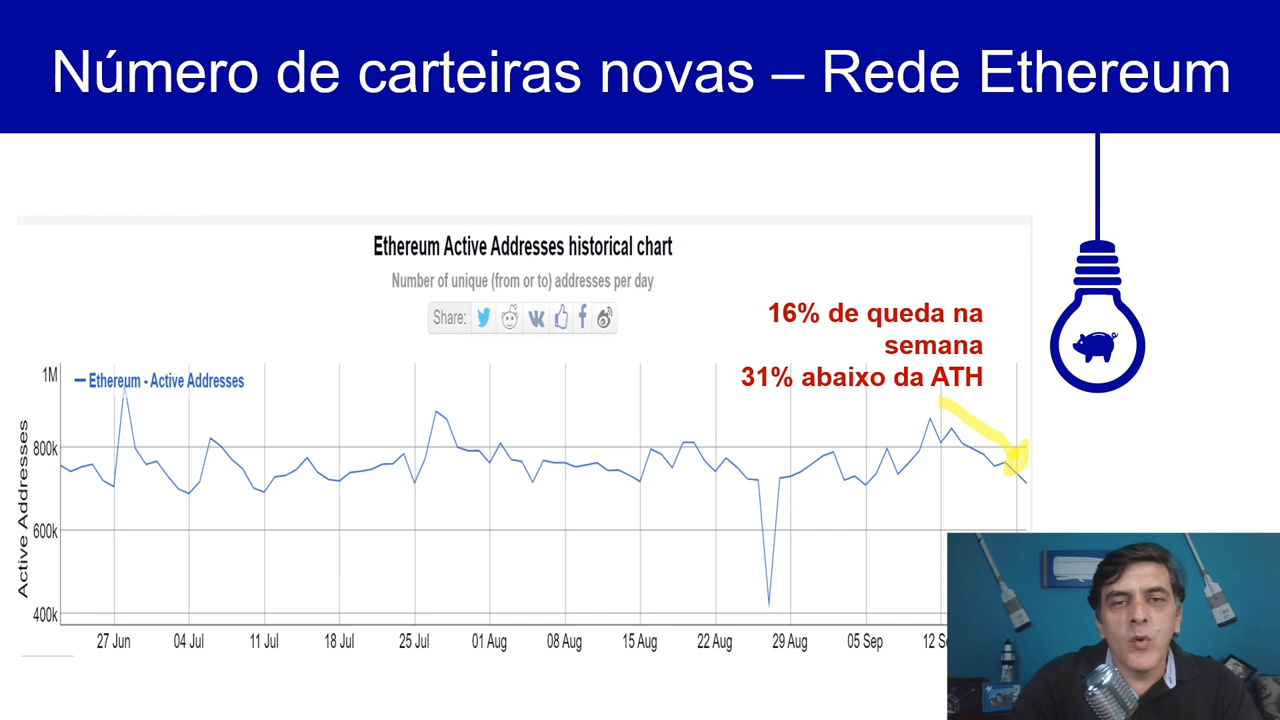 Número de carteiras novas – Rede Ethereum
Ethereum Active Addresses historical chart
Number of unique (from or to) addresses per day
Share:
16% de queda na
semana
31% abaixo da ATH
1M
Ethereum - Active Addresses
800k
600k
400k
Active Addresses
27 Jun
04 Jul
11 Jul
18 Jul
25 Jul
01 Aug
08 Aug
15 Aug
22 Aug
29 Aug
05 Sep
12